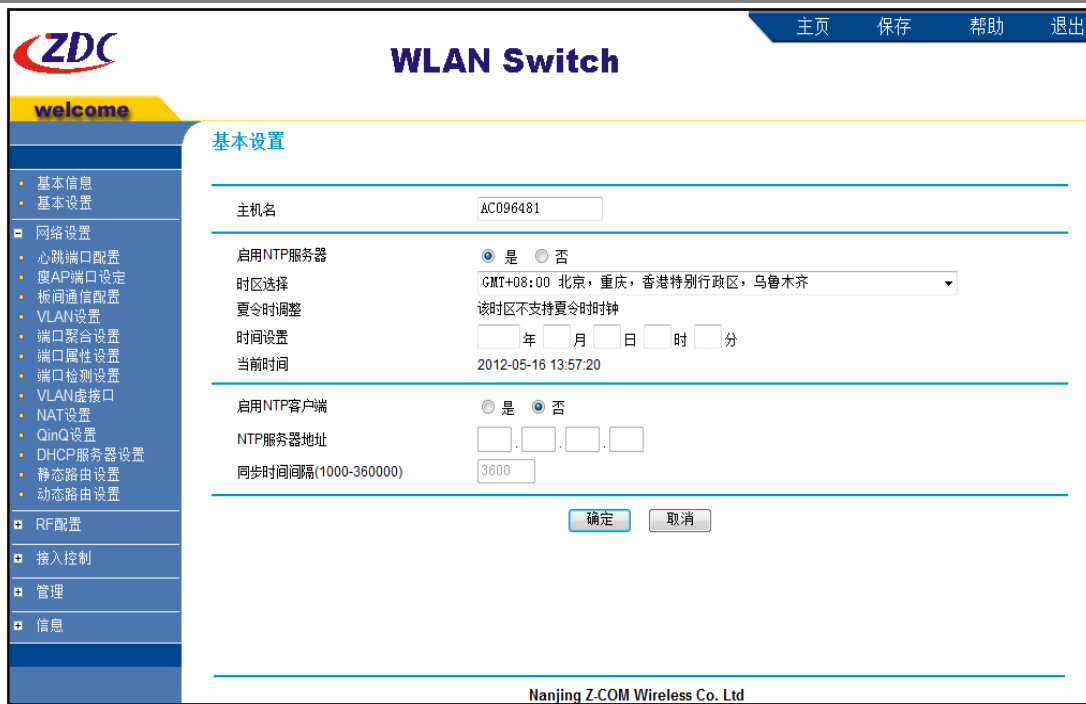 主页 保存 帮助 退出
ZDC
WLAN Switch
welcome
基本信息
基本设置
网络设置
心跳端口配置
瘦AP端口设定
板间通信配置
VLAN设置
端口聚合设置
端口属性设置
端口检测设置
VLAN虚接口
NAT设置
QinQ设置
DHCP服务器设置
静态路由设置
动态路由设置
RF配置
接入控制
管理
信息
基本设置
主机名 AC096481
启用NTP服务器 是 否
时区选择 GMT+08:00 北京，重庆，香港特别行政区，乌鲁木齐
夏令时调整 该时区不支持夏令时时钟
时间设置 年 月 日 时 分
当前时间 2012-05-16 13:57:20
启用NTP客户端 是 否
NTP服务器地址 . . .
同步时间间隔(1000-360000) 3600
确定 取消
Nanjing Z-COM Wireless Co. Ltd